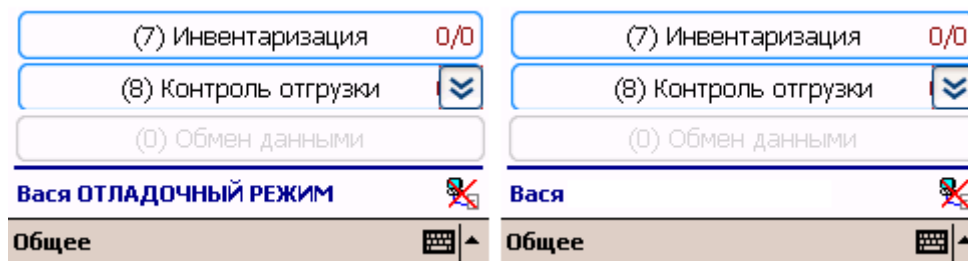 (7) Инвентаризация 0/0
(8) Контроль отгрузки
(0) Обмен данными
Вася ОТЛАДОЧНЫЙ РЕЖИМ
Общее
(7) Инвентаризация 0/0
(8) Контроль отгрузки
(0) Обмен данными
Вася
Общее